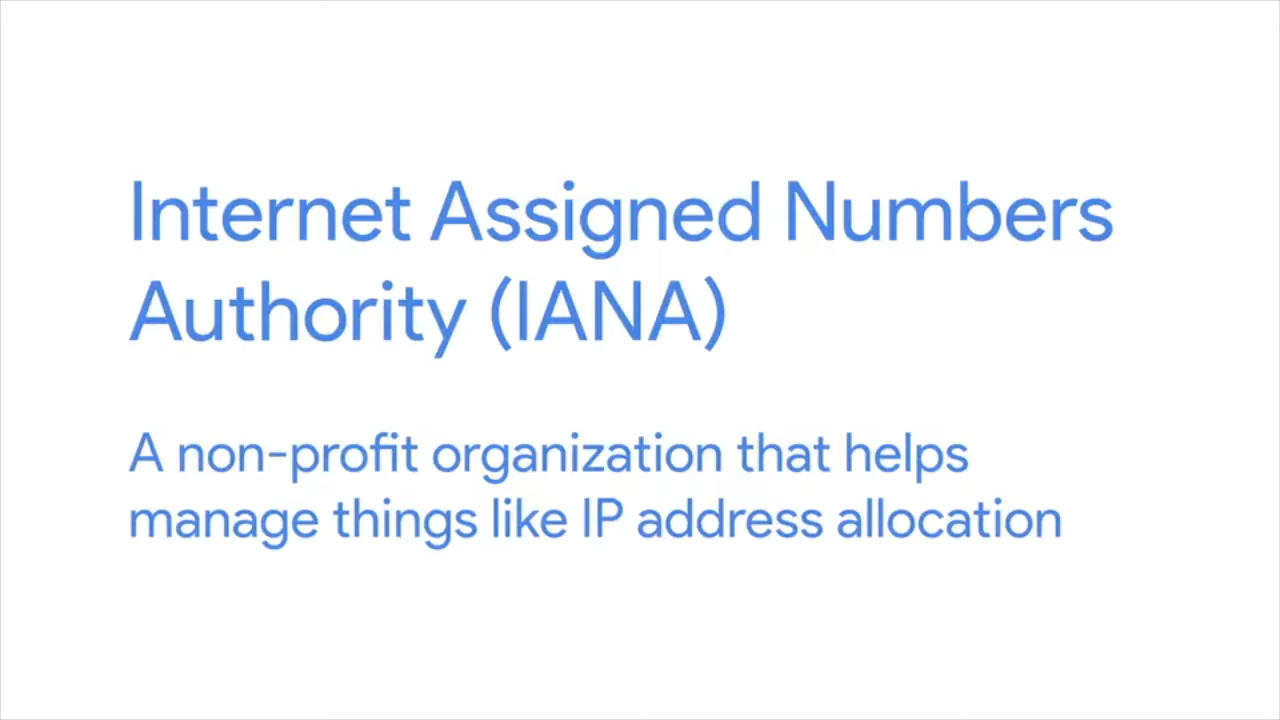 Internet Assigned Numbers
Authority (IANA)
A non-profit organization that helps
manage things like IP address allocation